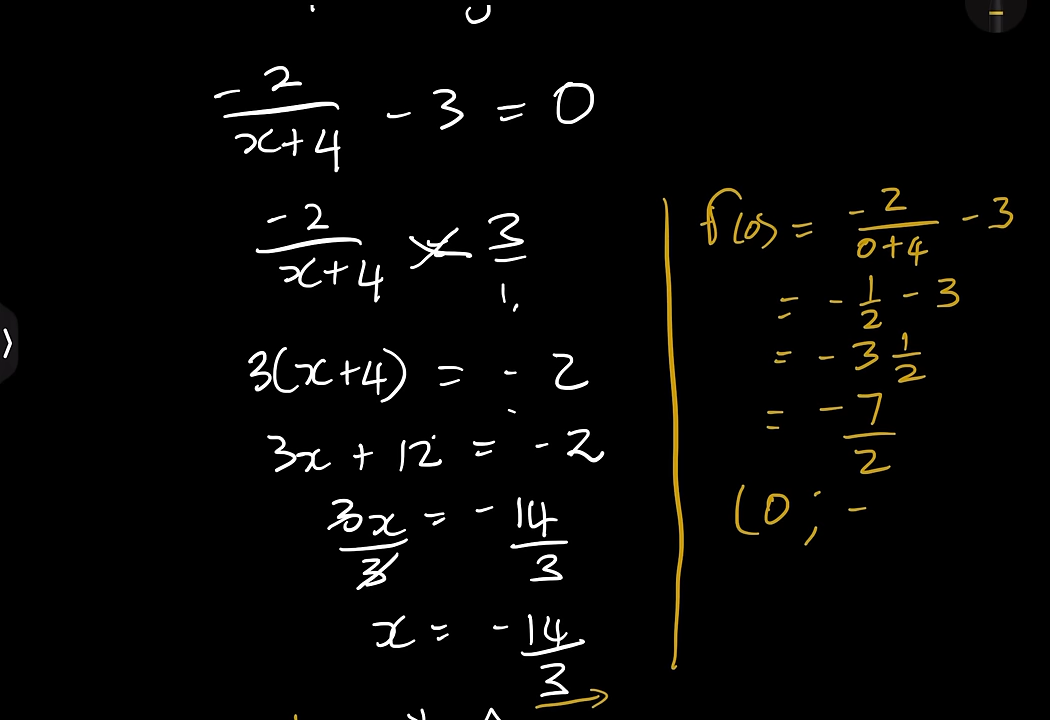 -2/(x+4) - 3 = 0
-2/(x+4) 3/1
3(x+4) = -2
3x + 12 = -2
3x/3 = -14/3
x = -14/3
f(0) = -2/(0+4) - 3
= -1/2 - 3
= -3 1/2
= -7/2
(0; -